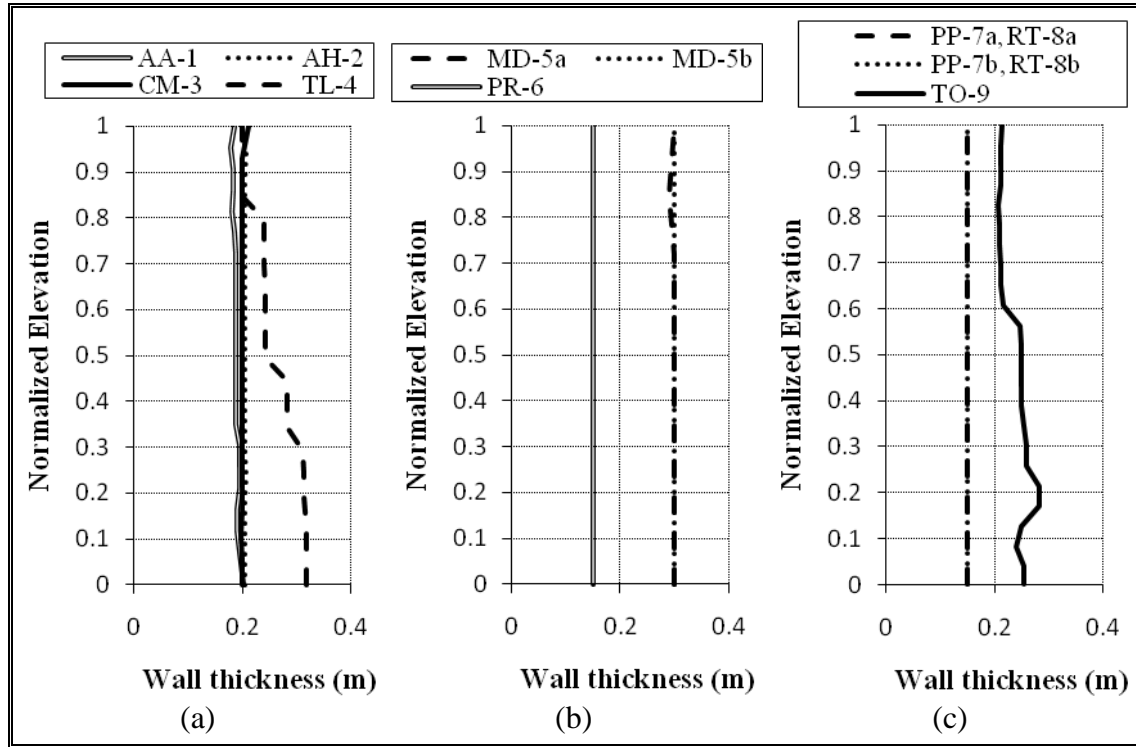 AA-1 AH-2
CM-3 TL-4
1
0.9
0.8
0.7
0.6
0.5
0.4
0.3
0.2
0.1
0
0 0.2 0.4
Normalized Elevation
Wall thickness (m)
(a)
MD-5a MD-5b
PR-6
1
0.9
0.8
0.7
0.6
0.5
0.4
0.3
0.2
0.1
0
0 0.2 0.4
Normalized Elevation
Wall thickness (m)
(b)
PP-7a, RT-8a
PP-7b, RT-8b
TO-9
1
0.9
0.8
0.7
0.6
0.5
0.4
0.3
0.2
0.1
0
0 0.2 0.4
Normalized Elevation
Wall thickness (m)
(c)